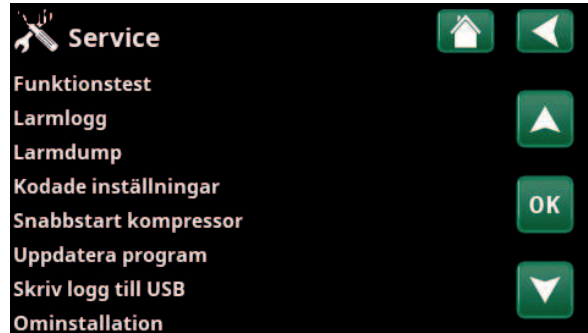 Service
Funktionstest
Larmlogg
Larmdump
Kodade inställningar
Snabbstart kompressor
OK
Uppdatera program
Skriv logg till USB
Ominstallation